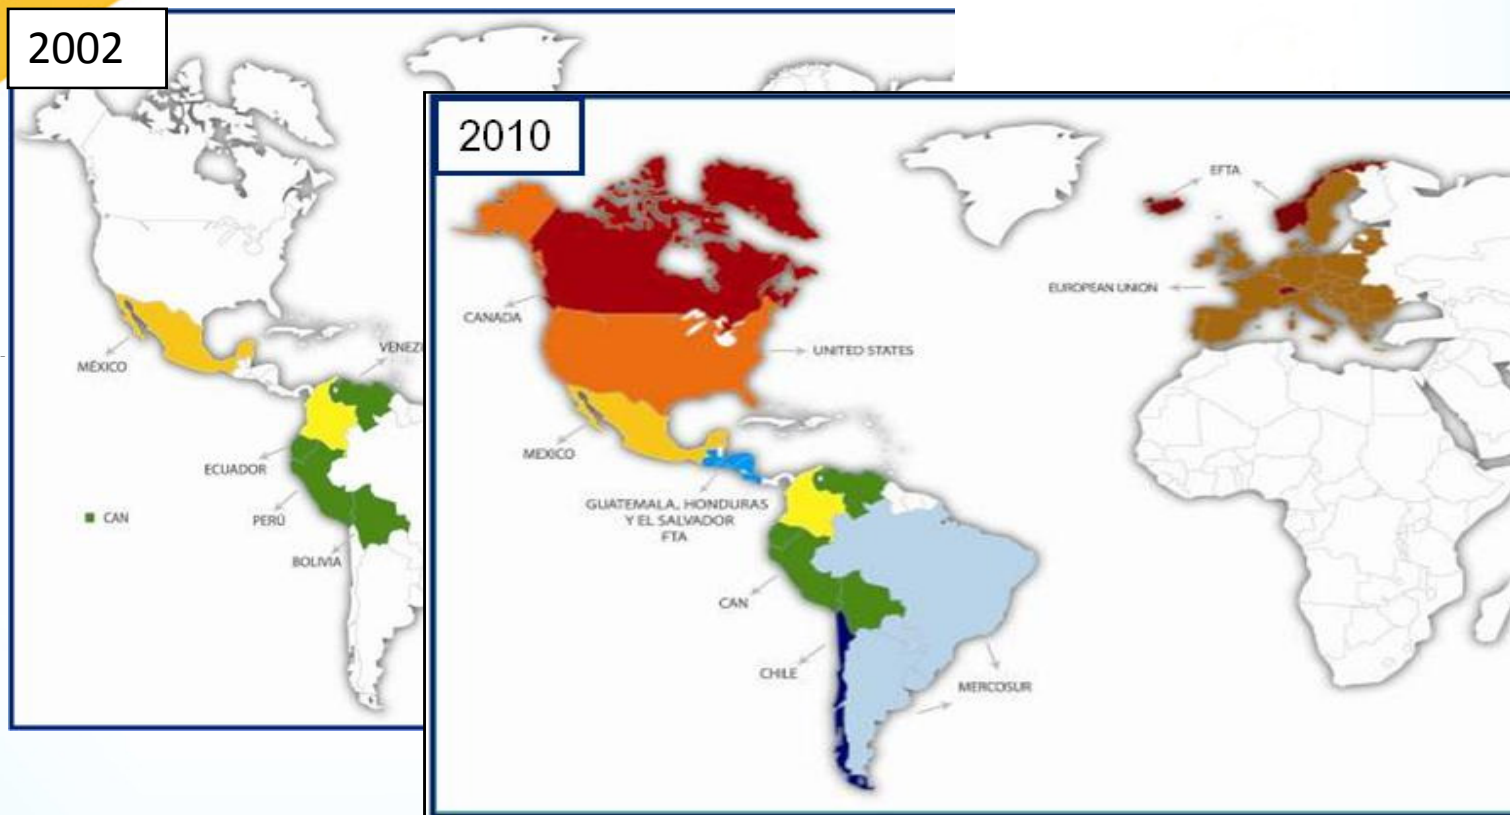 2002
MÉXICO
ECUADOR
PERÚ
BOLIVIA
CAN
2010
CANADA
UNITED STATES
MEXICO
GUATEMALA, HONDURAS
Y EL SALVADOR
FTA
CAN
CHILE
MERCOSUR
EFTA
EUROPEAN UNION